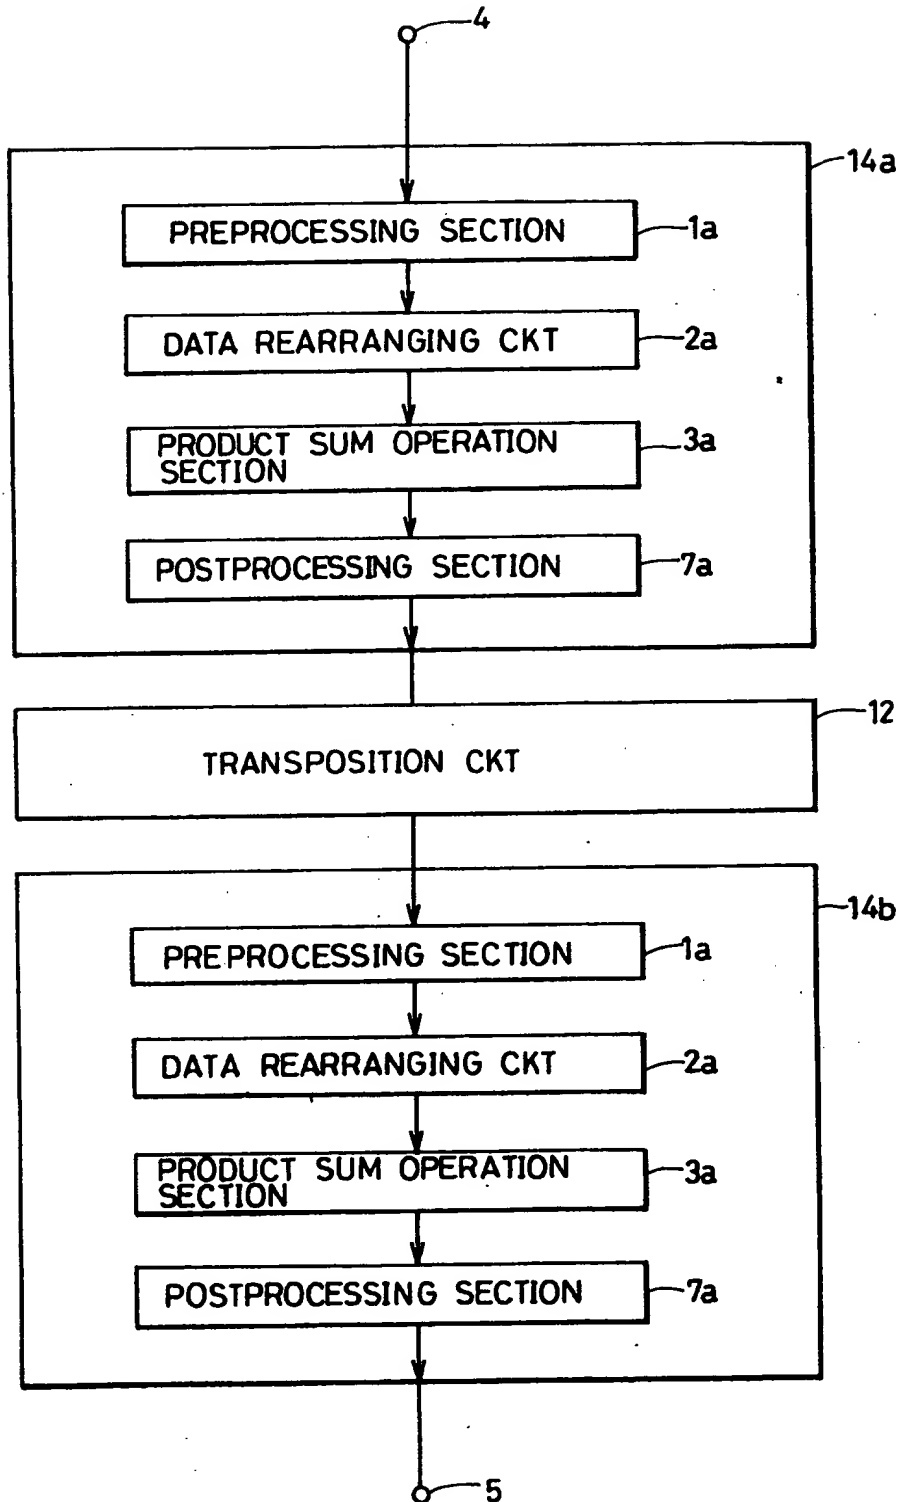 4
14a
PREPROCESSING SECTION
1a
DATA REARRANGING CKT
2a
PRODUCT SUM OPERATION
SECTION
3a
POSTPROCESSING SECTION
7a
12
TRANSPOSITION CKT
14b
PREPROCESSING SECTION
1a
DATA REARRANGING CKT
2a
PRODUCT SUM OPERATION
SECTION
3a
POSTPROCESSING SECTION
7a
5